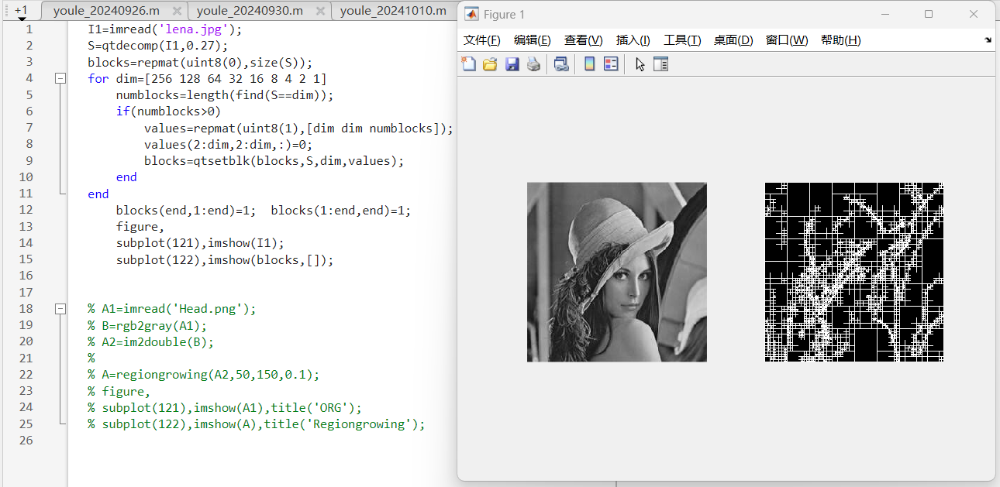 +1 youle_20240926.m youle_20240930.m youle_20241010.m
1 I1=imread('lena.jpg');
2 S=qtdecomp(I1,0.27);
3 blocks=repmat(uint8(0),size(S));
4 for dim=[256 128 64 32 16 8 4 2 1]
5 numblocks=length(find(S==dim));
6 if(numblocks>0)
7 values=repmat(uint8(1),[dim dim numblocks]);
8 values(2:dim,2:dim,:)=0;
9 blocks=qtsetblk(blocks,S,dim,values);
10 end
11 end
12 blocks(end,1:end)=1;  blocks(1:end,end)=1;
13 figure,
14 subplot(121),imshow(I1);
15 subplot(122),imshow(blocks,[]);
16
17
18 % A1=imread('Head.png');
19 % B=rgb2gray(A1);
20 % A2=im2double(B);
21 %
22 % A=regiongrowing(A2,50,150,0.1);
23 % figure,
24 % subplot(121),imshow(A1),title('ORG');
25 % subplot(122),imshow(A),title('Regiongrowing');
26
Figure 1
文件(F) 编辑(E) 查看(V) 插入(I) 工具(T) 桌面(D) 窗口(W) 帮助(H)